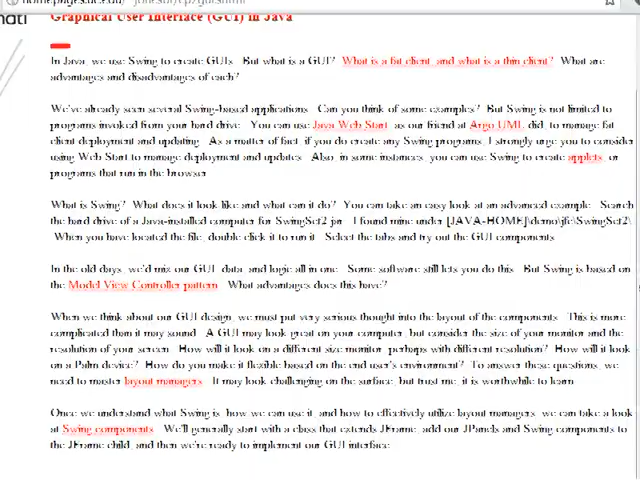 Graphical User Interface (GUI) in Java
In Java, we use Swing to create GUIs. But what is a GUI? What is a fat client, and what is a thin client? What are
advantages and disadvantages of each?
We've already seen several Swing-based applications. Can you think of some examples? But Swing is not limited to
programs invoked from your hard drive. You can use Java Web Start, as our friend at Argo UML did, to manage fat
client deployment and updating. As a matter of fact, if you do create any Swing programs, I strongly urge you to consider
using Web Start to manage deployment and updates. Also, in some instances, you can use Swing to create applets, or
programs that run in the browser.
What is Swing? What does it look like and what can it do? You can take an easy look at an advanced example. Search
the hard drive of a Java-installed computer for SwingSet2.jar. I found mine under [JAVA-HOME]\demo\jfc\SwingSet2\
When you have located the file, double click it to run it. Select the tabs and try out the GUI components.
In the old days, we'd mix our GUI, data, and logic all in one. Some software still lets you do this. But Swing is based on
the Model View Controller pattern. What advantages does this have?
When we think about our GUI design, we must put very serious thought into the layout of the components. This is more
complicated than it may sound. A GUI may look great on your computer, but consider the size of your monitor and the
resolution of your screen. How will it look on a different size monitor, perhaps with different resolution? How will it look
on a Palm device? How do you make it flexible based on the end user's environment? To answer these questions, we
need to master layout managers. It may look challenging on the surface, but trust me, it is worthwhile to learn.
Once we understand what Swing is, how we can use it, and how to effectively utilize layout managers, we can take a look
at Swing components. We'll generally start with a class that extends JFrame, add our JPanels and Swing components to
the JFrame child, and then we're ready to implement our GUI interface.